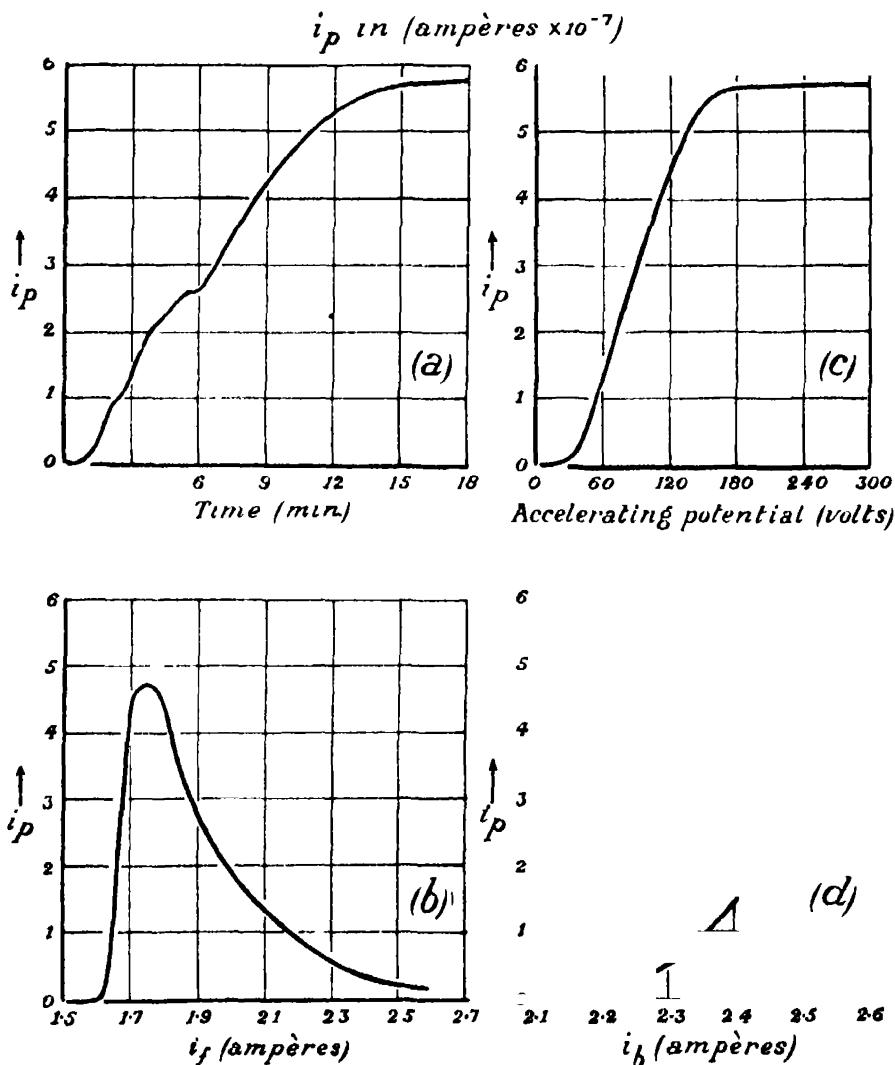 i_p in (ampères ×10⁻⁷)
6
5
4
3
2
1
0
i_p
(a)
6 9 12 15 18
Time (min)
6
5
4
3
2
1
0
i_p
(c)
0 60 120 180 240 300
Accelerating potential (volts)
6
5
4
3
2
1
0
i_p
(b)
1.5 1.7 1.9 2.1 2.3 2.5 2.7
i_f (ampères)
6
5
4
3
2
1
i_p
(d)
2.1 2.2 2.3 2.4 2.5 2.6
i_h (ampères)